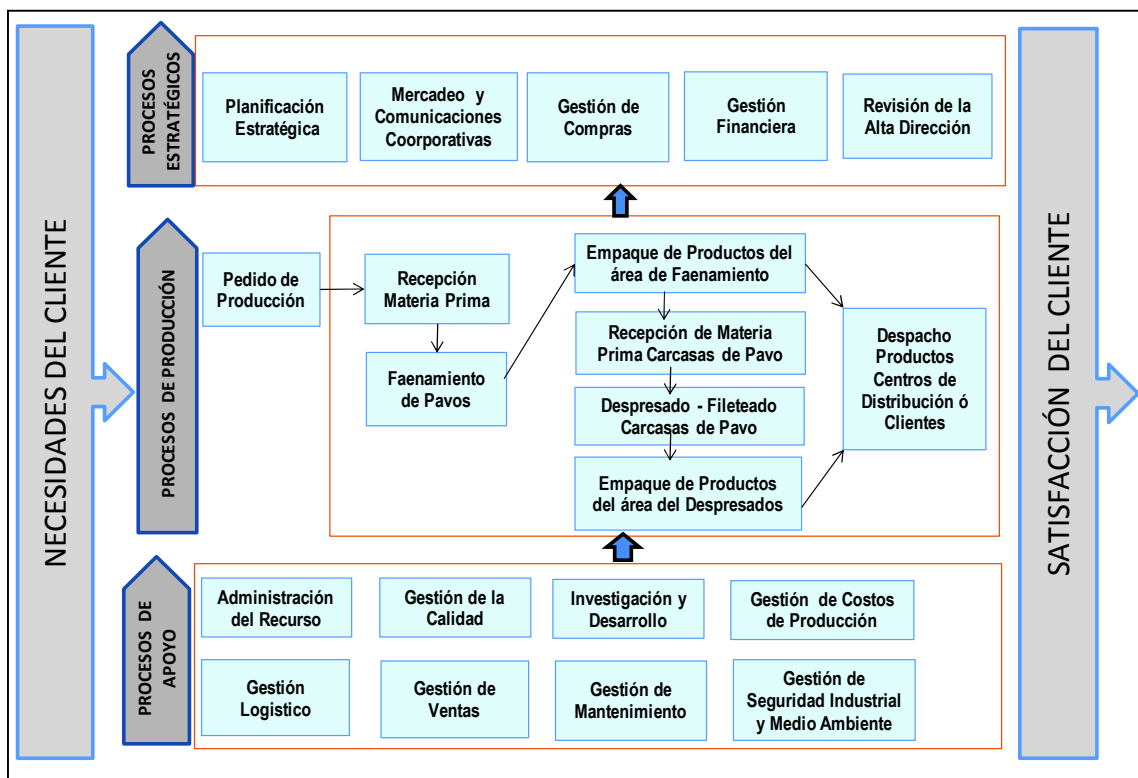 NECESIDADES DEL CLIENTE
PROCESOS
ESTRATÉGICOS
Planificación
Estratégica
Mercadeo y
Comunicaciones
Coorporativas
Gestión de
Compras
Gestión
Financiera
Revisión de la
Alta Dirección
PROCESOS DE PRODUCCIÓN
Pedido de
Producción
Recepción
Materia Prima
Faenamiento
de Pavos
Empaque de Productos del
área de Faenamiento
Recepción de Materia
Prima Carcasas de Pavo
Despresado - Fileteado
Carcasas de Pavo
Empaque de Productos
del área del Despresados
Despacho
Productos
Centros de
Distribución ó
Clientes
PROCESOS DE
APOYO
Administración
del Recurso
Gestión de la
Calidad
Investigación y
Desarrollo
Gestión de Costos
de Producción
Gestión
Logistico
Gestión de
Ventas
Gestión de
Mantenimiento
Gestión de
Seguridad Industrial
y Medio Ambiente
SATISFACCIÓN DEL CLIENTE